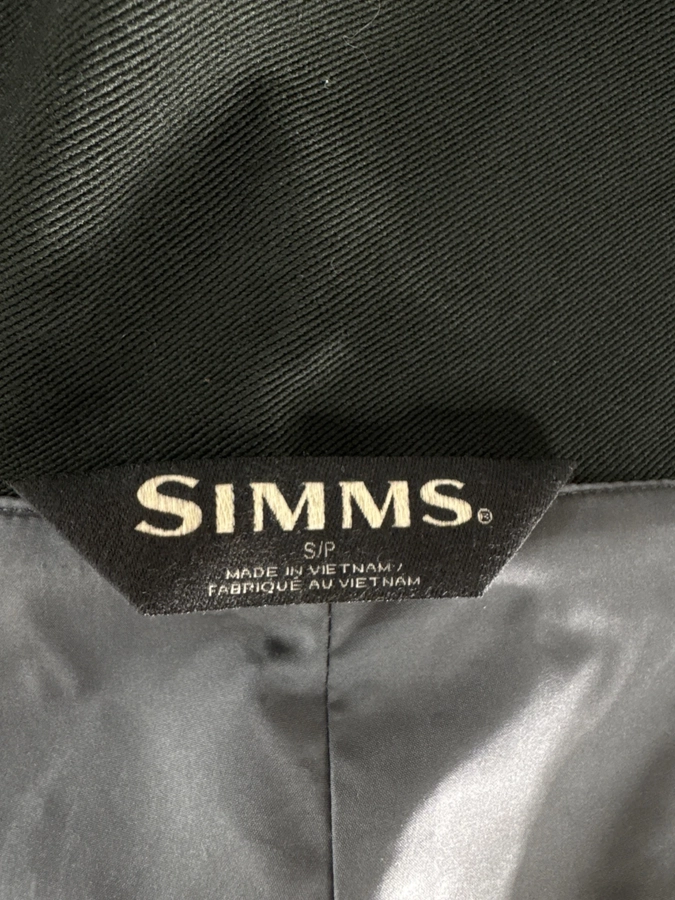 SIMMS®
S/P
MADE IN VIETNAM /
FABRIQUÉ AU VIETNAM